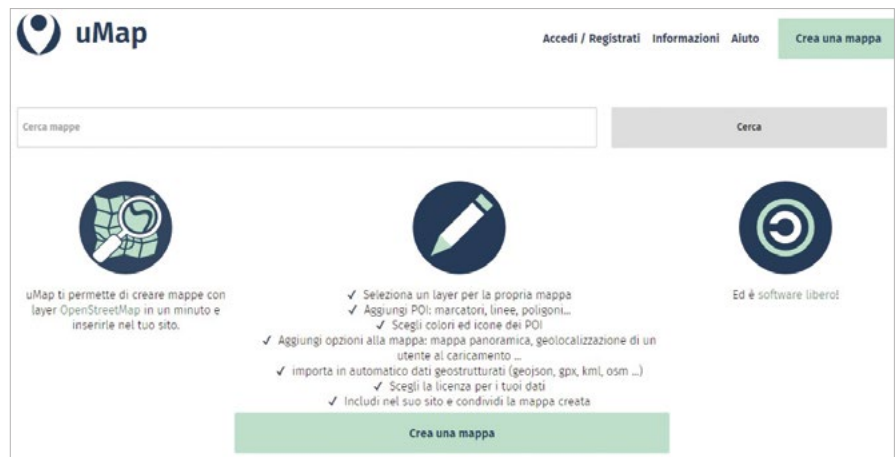 uMap
Accedi / Registrati Informazioni Aiuto Crea una mappa
Cerca mappe
Cerca
uMap ti permette di creare mappe con
layer OpenStreetMap in un minuto e
inserirle nel tuo sito.
✓ Seleziona un layer per la propria mappa
✓ Aggiungi POI: marcatori, linee, poligoni...
✓ Scegli colori ed icone dei POI
✓ Aggiungi opzioni alla mappa: mappa panoramica, geolocalizzazione di un
utente al caricamento ...
✓ importa in automatico dati geostrutturati (geojson, gpx, kml, osm ...)
✓ Scegli la licenza per i tuoi dati
✓ Includi nel suo sito e condividi la mappa creata
Ed è software libero!
Crea una mappa